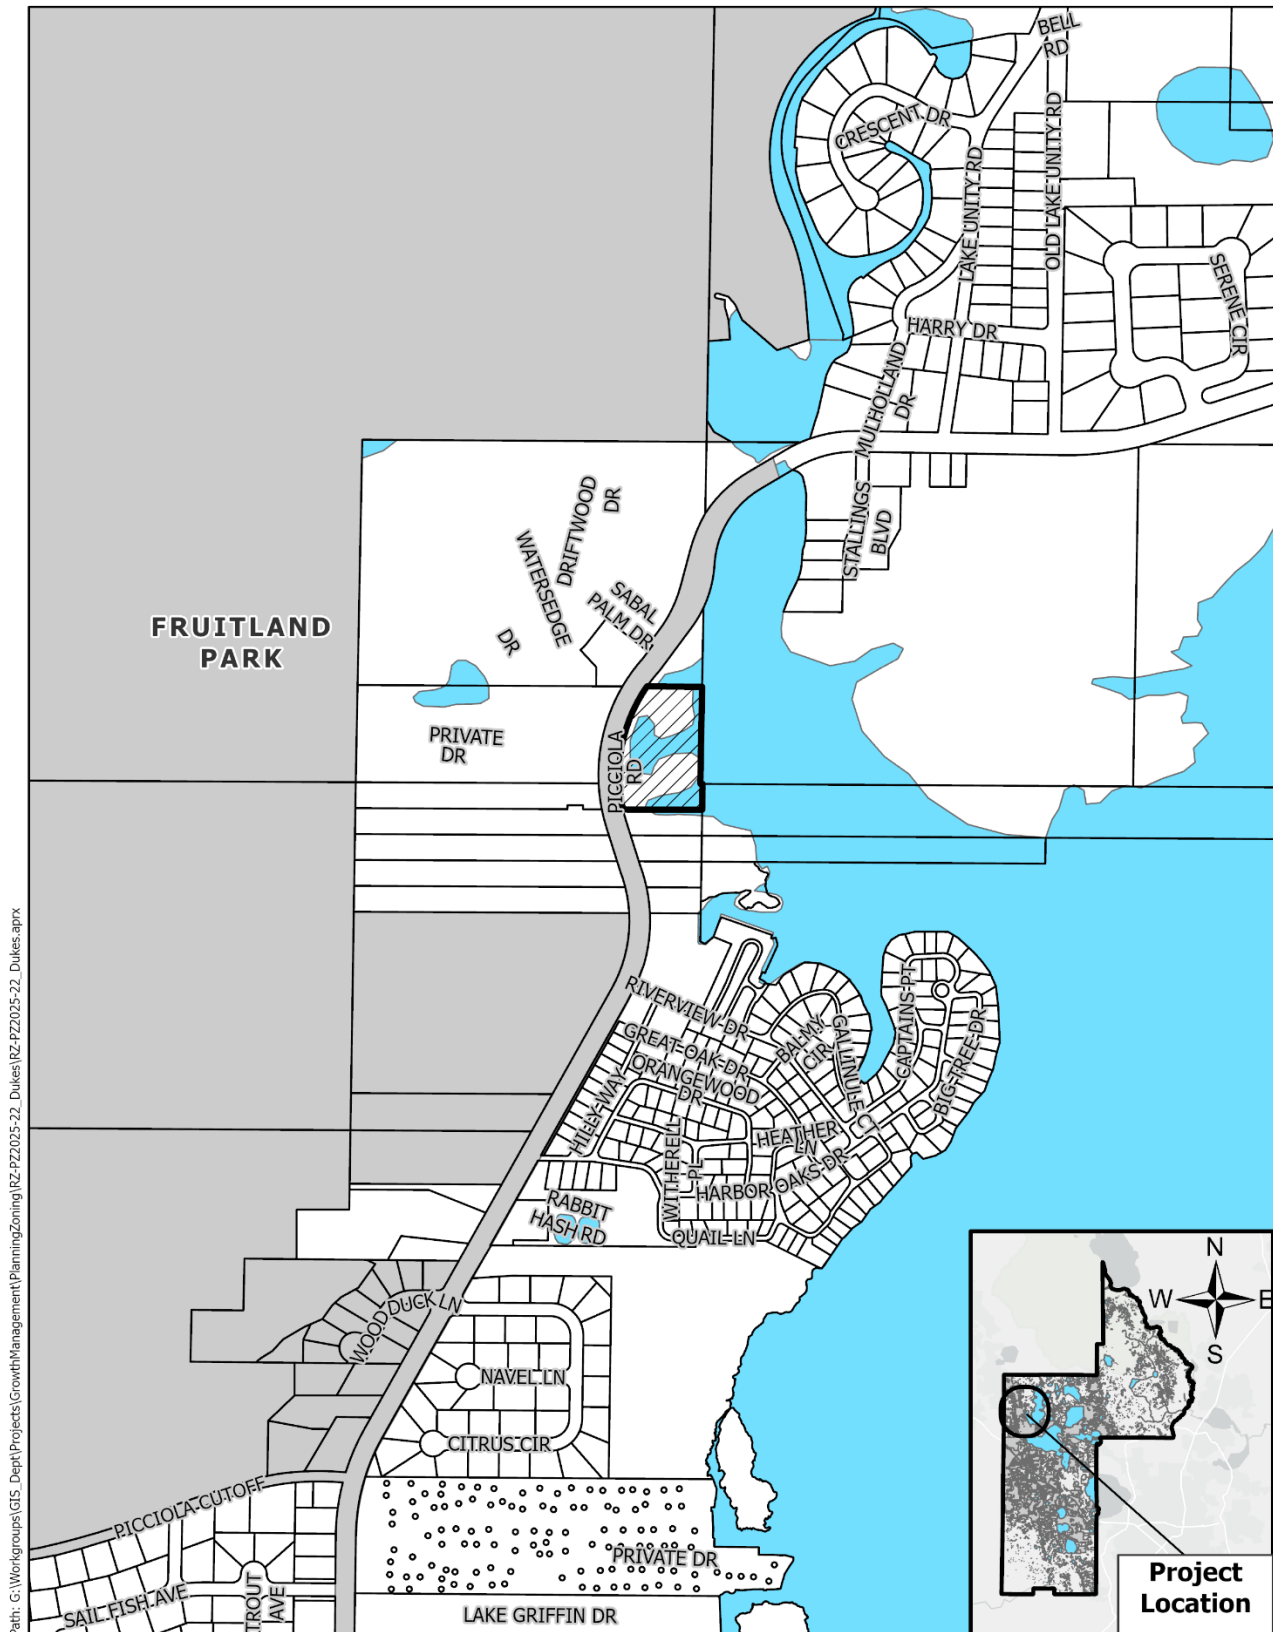 BELL
RD
CRESCENT DR
LAKE UNITY RD
OLD LAKE UNITY RD
SERENE CIR
HARRY DR
MULHOLLAND
DR
STALLINGS
BLVD
DRIFTWOOD
DR
WATERSEDGE
DR
SABAL
PALM DR
FRUITLAND
PARK
PRIVATE
DR
PICCIOLA
RD
RIVERVIEW DR
GREAT OAK DR
ORANGEWOOD
DR
BALMY
CIR
GALLINULE CT
CAPTAINS PT
BIG TREE DR
HILLY WAY
HEATHER
LN
WITHERELL
PL
HARBOR OAKS DR
RABBIT
HASH RD
QUAIL LN
WOOD DUCK LN
NAVEL LN
CITRUS CIR
PICCIOLA CUTOFF
PRIVATE DR
SAIL FISH AVE
TROUT
AVE
LAKE GRIFFIN DR
N
W
E
S
Project
Location
Path: G:\Workgroups\GIS_Dept\Projects\GrowthManagement\PlanningZoning\RZ-PZ2025-22_Dukes\RZ-PZ2025-22_Dukes.aprx